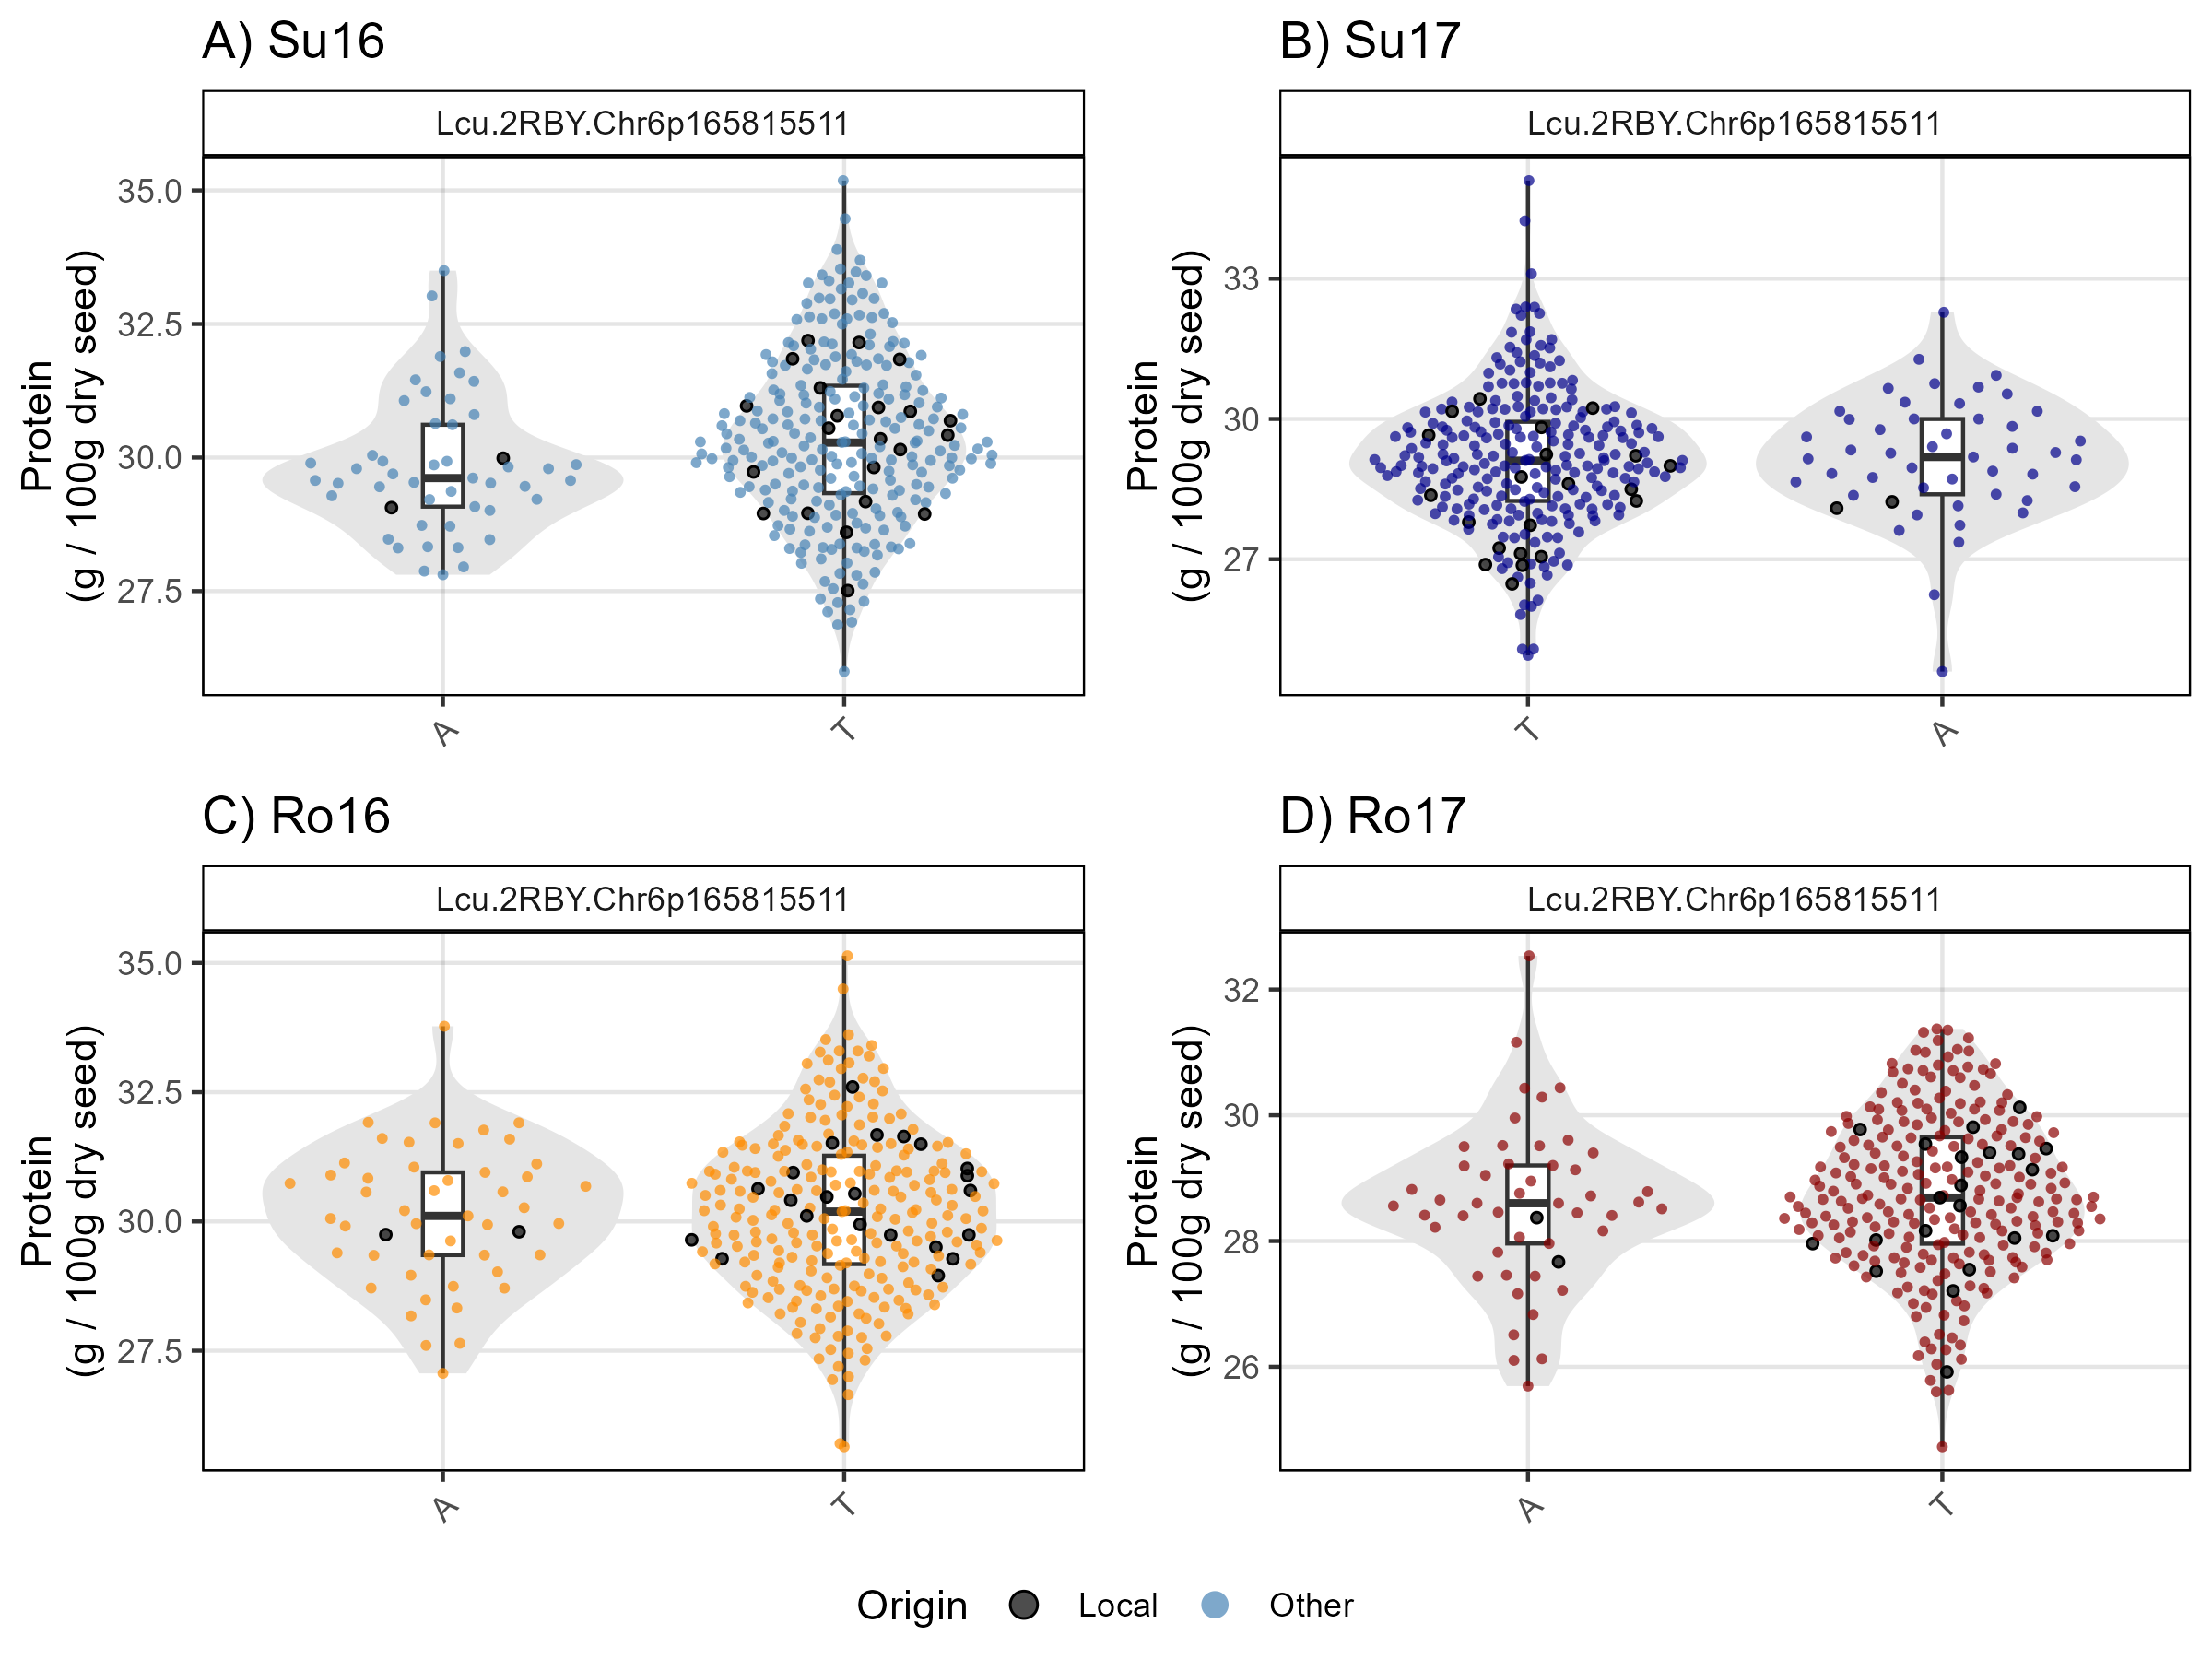 A) Su16
Lcu.2RBY.Chr6p165815511
Protein
(g / 100g dry seed)
35.0
32.5
30.0
27.5
A
T
B) Su17
Lcu.2RBY.Chr6p165815511
Protein
(g / 100g dry seed)
33
30
27
T
A
C) Ro16
Lcu.2RBY.Chr6p165815511
Protein
(g / 100g dry seed)
35.0
32.5
30.0
27.5
A
T
D) Ro17
Lcu.2RBY.Chr6p165815511
Protein
(g / 100g dry seed)
32
30
28
26
A
T
Origin Local Other